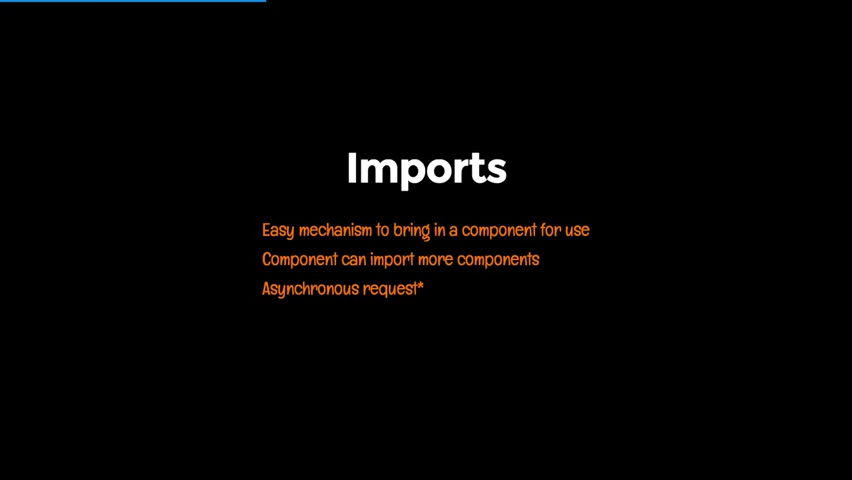 Imports
Easy mechanism to bring in a component for use
Component can import more components
Asynchronous request*